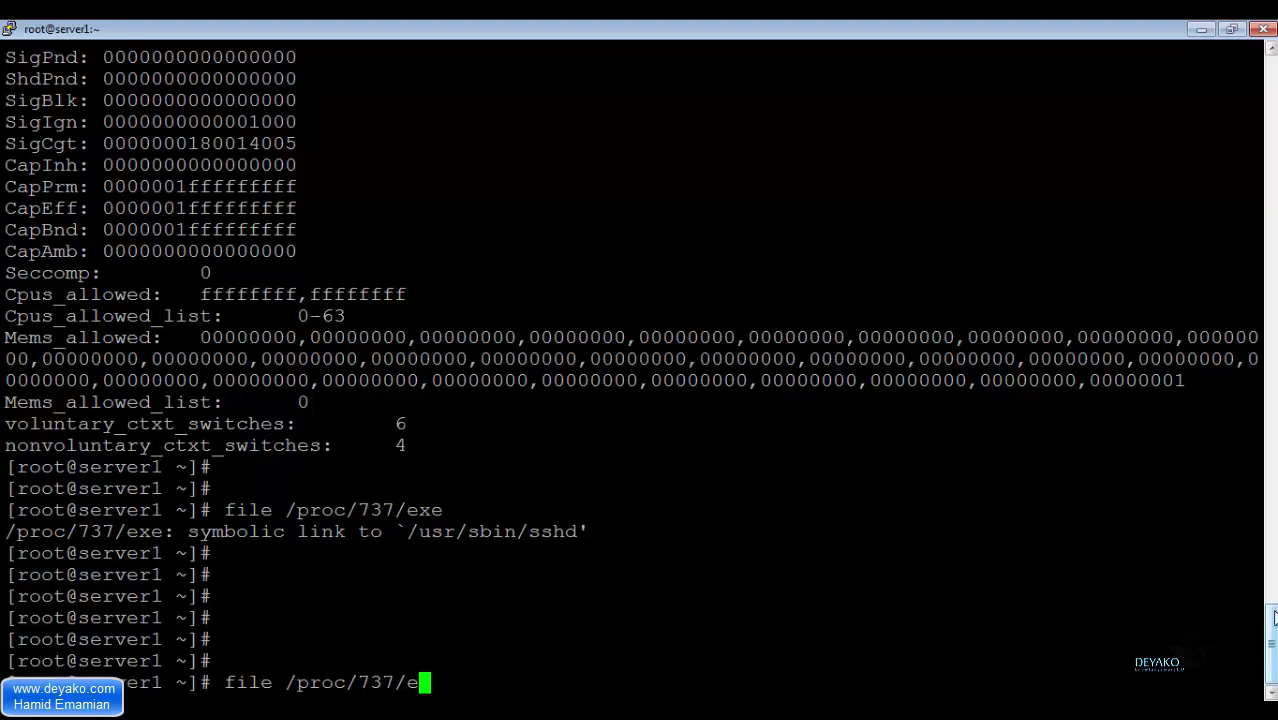 root@server1:~
SigPnd: 0000000000000000
ShdPnd: 0000000000000000
SigBlk: 0000000000000000
SigIgn: 0000000000001000
SigCgt: 0000000180014005
CapInh: 0000000000000000
CapPrm: 0000001fffffffff
CapEff: 0000001fffffffff
CapBnd: 0000001fffffffff
CapAmb: 0000000000000000
Seccomp: 0
Cpus_allowed: ffffffff,ffffffff
Cpus_allowed_list: 0-63
Mems_allowed: 00000000,00000000,00000000,00000000,00000000,00000000,00000000,00000000,00000000,000000
00,00000000,00000000,00000000,00000000,00000000,00000000,00000000,00000000,00000000,00000000,00000000,0
0000000,00000000,00000000,00000000,00000000,00000000,00000000,00000000,00000000,00000000,00000001
Mems_allowed_list: 0
voluntary_ctxt_switches: 6
nonvoluntary_ctxt_switches: 4
[root@server1 ~]#
[root@server1 ~]#
[root@server1 ~]# file /proc/737/exe
/proc/737/exe: symbolic link to `/usr/sbin/sshd'
[root@server1 ~]#
[root@server1 ~]#
[root@server1 ~]#
[root@server1 ~]#
[root@server1 ~]#
[root@server1 ~]#
[root@server1 ~]# file /proc/737/e
DEYAKO
www.deyako.com
Hamid Emamian